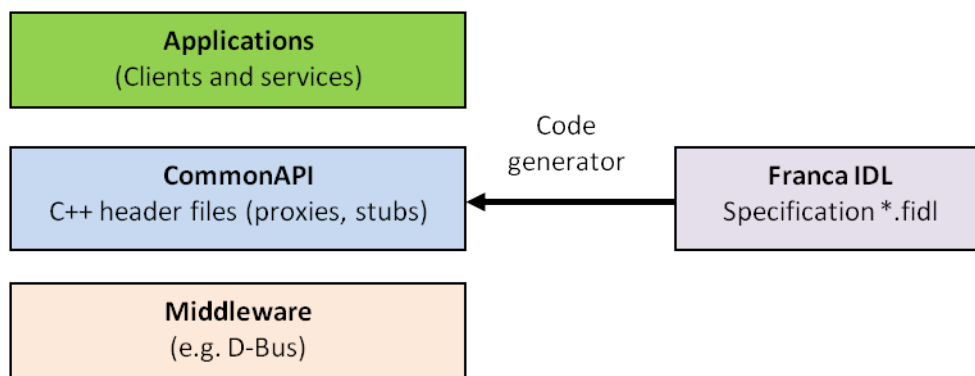 Applications
(Clients and services)
Code
generator
CommonAPI
C++ header files (proxies, stubs)
Franca IDL
Specification *.fidl
Middleware
(e.g. D-Bus)